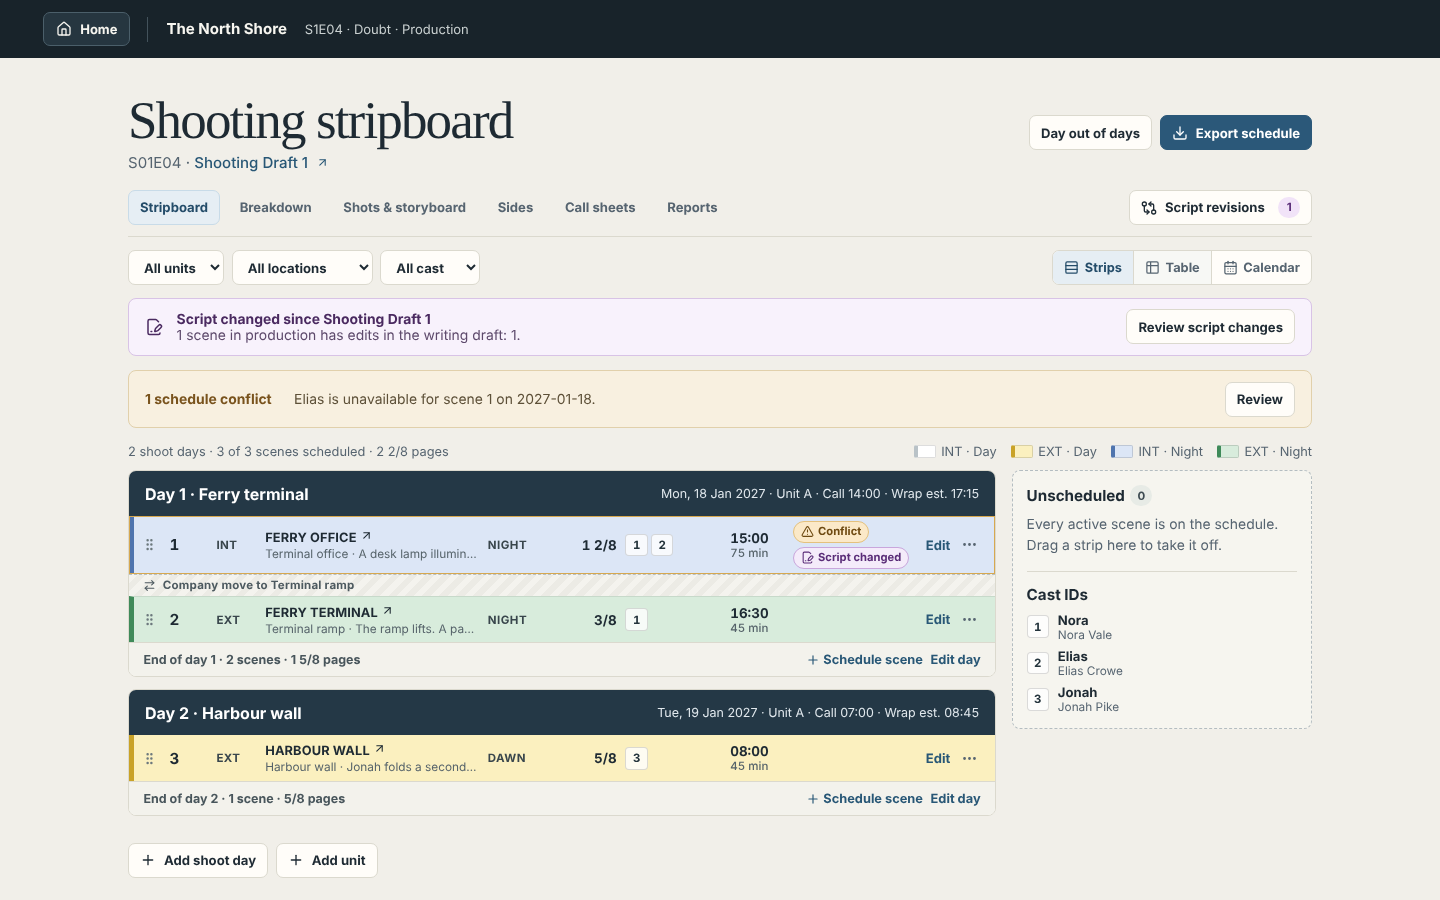 Home
The North Shore
S1E04 · Doubt · Production
Shooting stripboard
S01E04 · Shooting Draft 1
Day out of days
Export schedule
Stripboard
Breakdown
Shots & storyboard
Sides
Call sheets
Reports
Script revisions 1
All units
All locations
All cast
Strips
Table
Calendar
Script changed since Shooting Draft 1
1 scene in production has edits in the writing draft: 1.
Review script changes
1 schedule conflict
Elias is unavailable for scene 1 on 2027-01-18.
Review
2 shoot days · 3 of 3 scenes scheduled · 2 2/8 pages
INT · Day
EXT · Day
INT · Night
EXT · Night
Day 1 · Ferry terminal
Mon, 18 Jan 2027 · Unit A · Call 14:00 · Wrap est. 17:15
1
INT
FERRY OFFICE
Terminal office · A desk lamp illumin...
NIGHT
1 2/8
1
2
15:00
75 min
Conflict
Script changed
Edit
Company move to Terminal ramp
2
EXT
FERRY TERMINAL
Terminal ramp · The ramp lifts. A pa...
NIGHT
3/8
1
16:30
45 min
Edit
End of day 1 · 2 scenes · 1 5/8 pages
Schedule scene
Edit day
Day 2 · Harbour wall
Tue, 19 Jan 2027 · Unit A · Call 07:00 · Wrap est. 08:45
3
EXT
HARBOUR WALL
Harbour wall · Jonah folds a second...
DAWN
5/8
3
08:00
45 min
Edit
End of day 2 · 1 scene · 5/8 pages
Schedule scene
Edit day
Unscheduled 0
Every active scene is on the schedule.
Drag a strip here to take it off.
Cast IDs
1
Nora
Nora Vale
2
Elias
Elias Crowe
3
Jonah
Jonah Pike
Add shoot day
Add unit